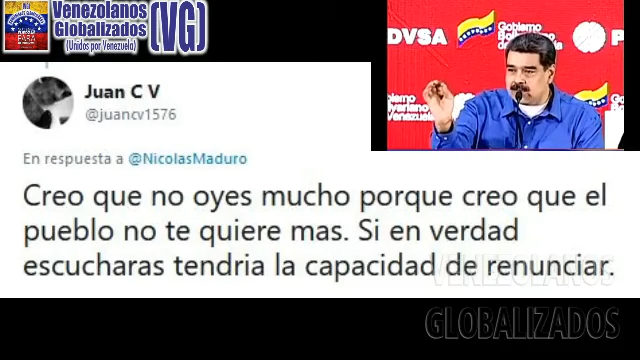 Venezolanos
Globalizados
(Unidos por Venezuela)
(VG)
PDVSA
Gobierno
Bolivariano
de Venezuela
Juan C V
@juancv1576
En respuesta a @NicolasMaduro
Creo que no oyes mucho porque creo que el
pueblo no te quiere mas. Si en verdad
escucharas tendria la capacidad de renunciar.
VENEZOLANOS
GLOBALIZADOS